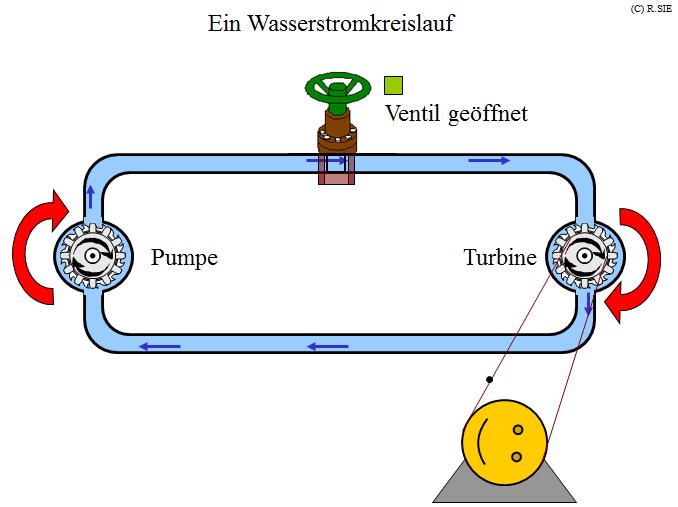 (C) R.SIE
Ein Wasserstromkreislauf
Ventil geöffnet
Pumpe
Turbine